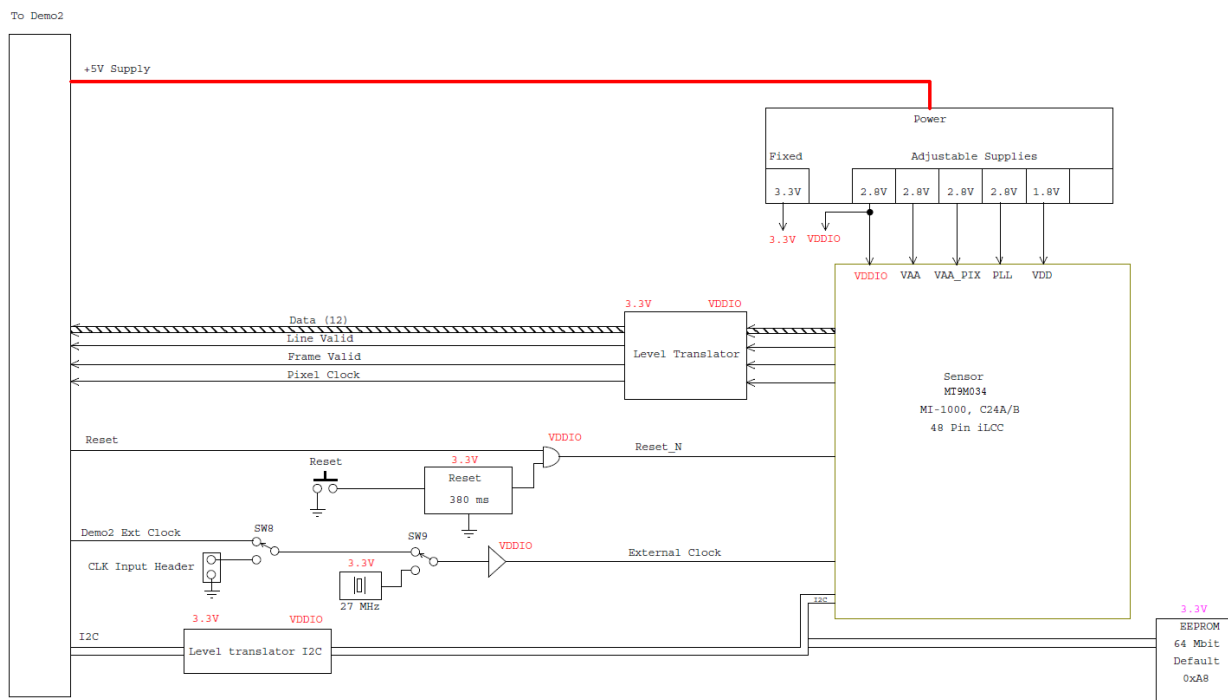 To Demo2
+5V Supply
Power
Fixed
Adjustable Supplies
3.3V
2.8V
2.8V
2.8V
2.8V
1.8V
3.3V
VDDIO
VDDIO
VAA
VAA_PIX
PLL
VDD
3.3V
VDDIO
Data (12)
Line Valid
Frame Valid
Pixel Clock
Level Translator
Sensor
MT9M034
MI-1000, C24A/B
48 Pin iLCC
Reset
VDDIO
Reset_N
Reset
3.3V
Reset
380 ms
Demo2 Ext Clock
SW8
SW9
VDDIO
External Clock
CLK Input Header
3.3V
27 MHz
I2C
3.3V
VDDIO
I2C
Level translator I2C
3.3V
EEPROM
64 Mbit
Default
0xA8